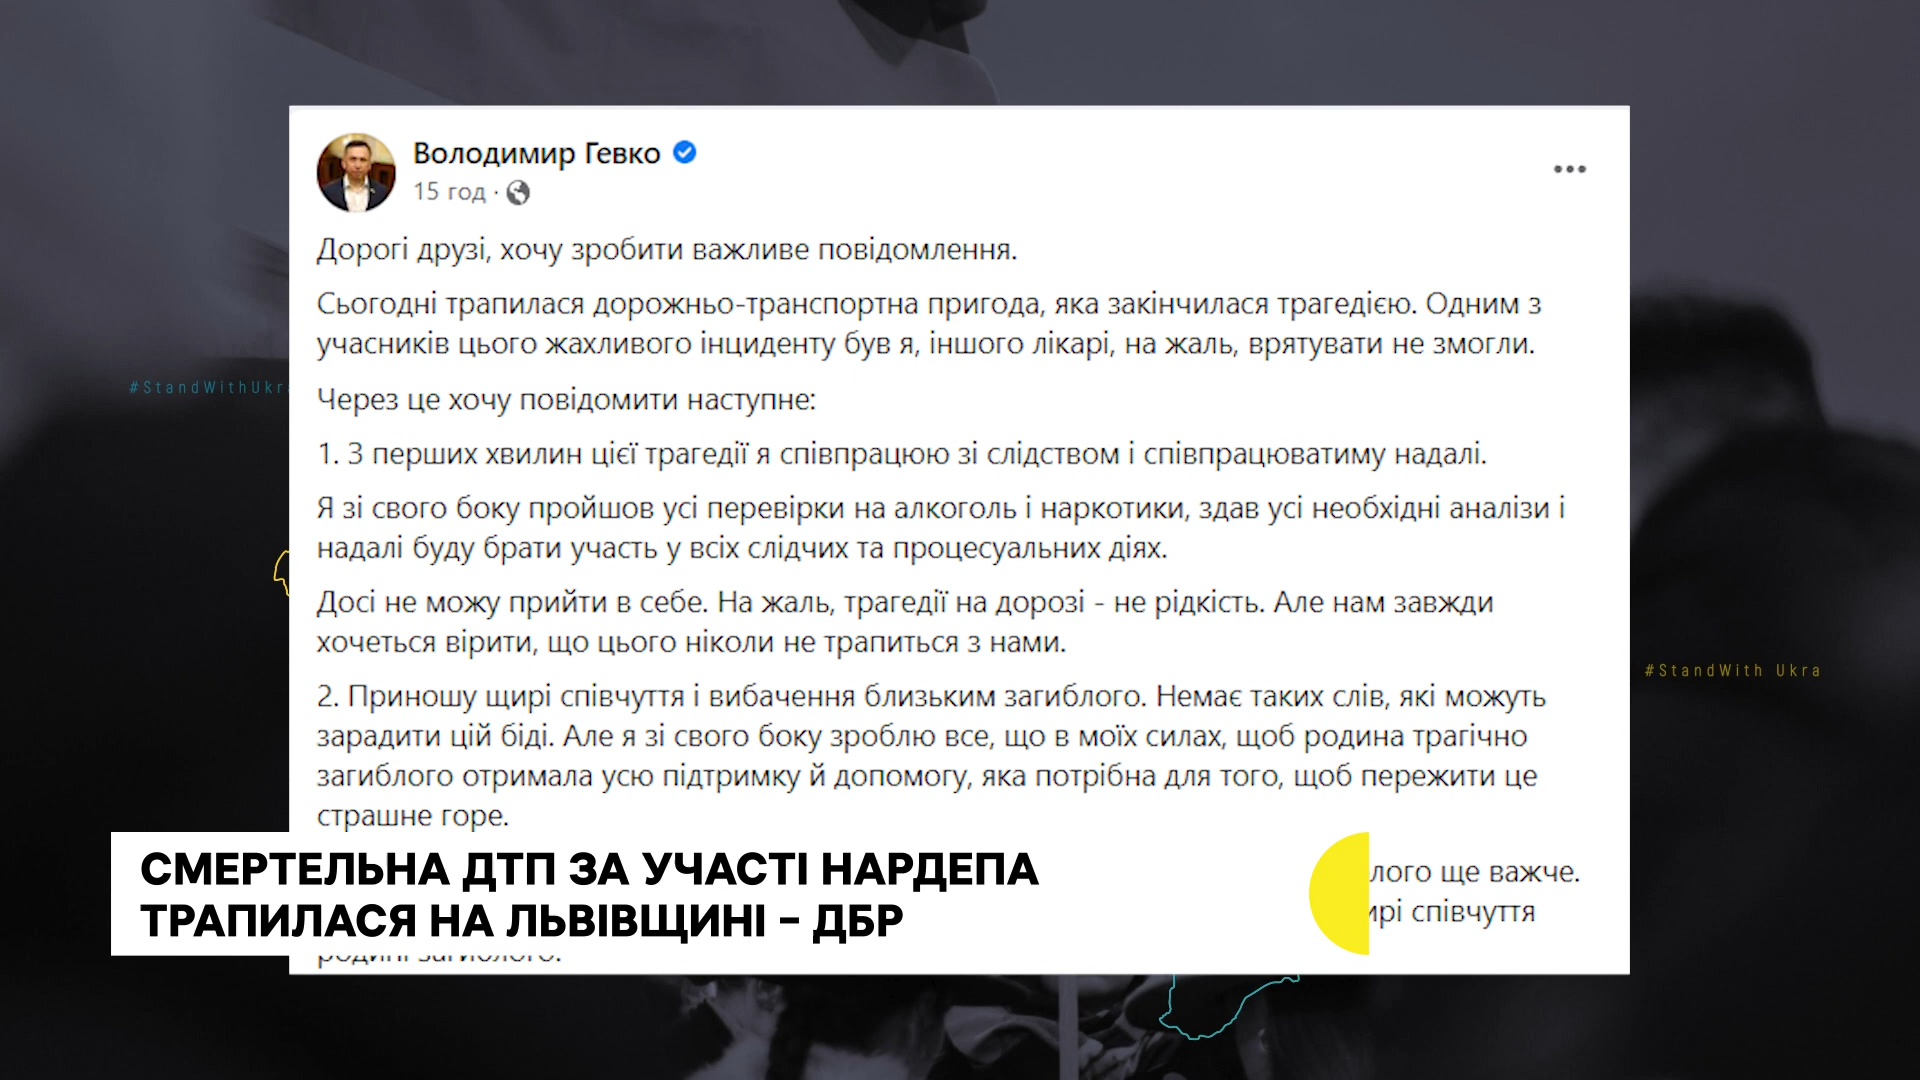 Володимир Гевко
15 год ·
Дорогі друзі, хочу зробити важливе повідомлення.
Сьогодні трапилася дорожньо-транспортна пригода, яка закінчилася трагедією. Одним з
учасників цього жахливого інциденту був я, іншого лікарі, на жаль, врятувати не змогли.
#StandWithUkr
Через це хочу повідомити наступне:
1. З перших хвилин цієї трагедії я співпрацюю зі слідством і співпрацюватиму надалі.
Я зі свого боку пройшов усі перевірки на алкоголь і наркотики, здав усі необхідні аналізи і
надалі буду брати участь у всіх слідчих та процесуальних діях.
Досі не можу прийти в себе. На жаль, трагедії на дорозі - не рідкість. Але нам завжди
хочеться вірити, що цього ніколи не трапиться з нами.
#StandWith Ukra
2. Приношу щирі співчуття і вибачення близьким загиблого. Немає таких слів, які можуть
зарадити цій біді. Але я зі свого боку зроблю все, що в моїх силах, щоб родина трагічно
загиблого отримала усю підтримку й допомогу, яка потрібна для того, щоб пережити це
страшне горе.
лого ще важче.
ирі співчуття
родині загиблого.
СМЕРТЕЛЬНА ДТП ЗА УЧАСТІ НАРДЕПА
ТРАПИЛАСЯ НА ЛЬВІВЩИНІ – ДБР